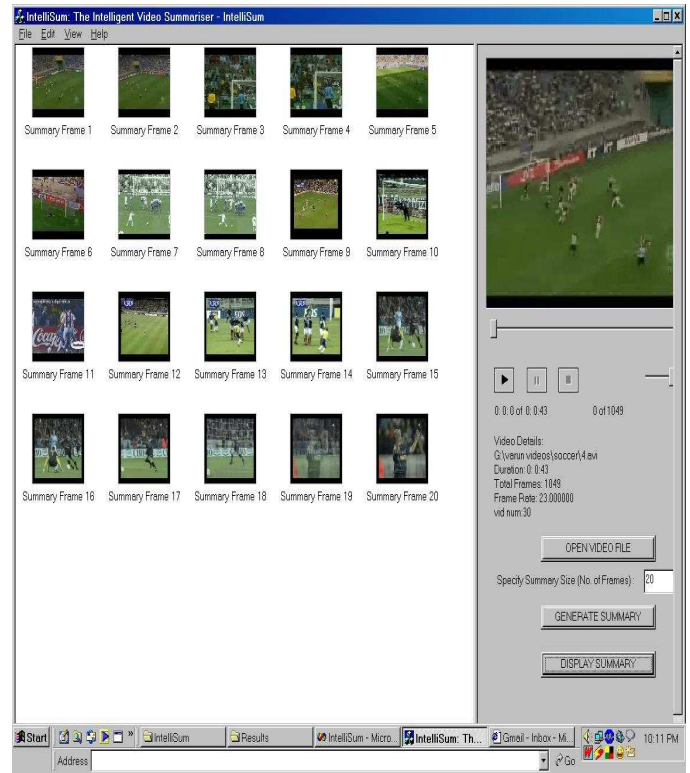 IntelliSum: The Intelligent Video Summariser - IntelliSum
File Edit View Help
Summary Frame 1 Summary Frame 2 Summary Frame 3 Summary Frame 4 Summary Frame 5
Summary Frame 6 Summary Frame 7 Summary Frame 8 Summary Frame 9 Summary Frame 10
Summary Frame 11 Summary Frame 12 Summary Frame 13 Summary Frame 14 Summary Frame 15
Summary Frame 16 Summary Frame 17 Summary Frame 18 Summary Frame 19 Summary Frame 20
0: 0: 0 of 0: 0:43 0 of 1049
Video Details:
G:\varun videos\soccer\4.avi
Duration: 0: 0:43
Total Frames: 1049
Frame Rate: 23.000000
vid num:30
OPEN VIDEO FILE
Specify Summary Size (No. of Frames) : 20
GENERATE SUMMARY
DISPLAY SUMMARY
Start » IntelliSum Results IntelliSum - Micro... IntelliSum: Th... Gmail - Inbox - Mi... 10:11 PM
Address Go